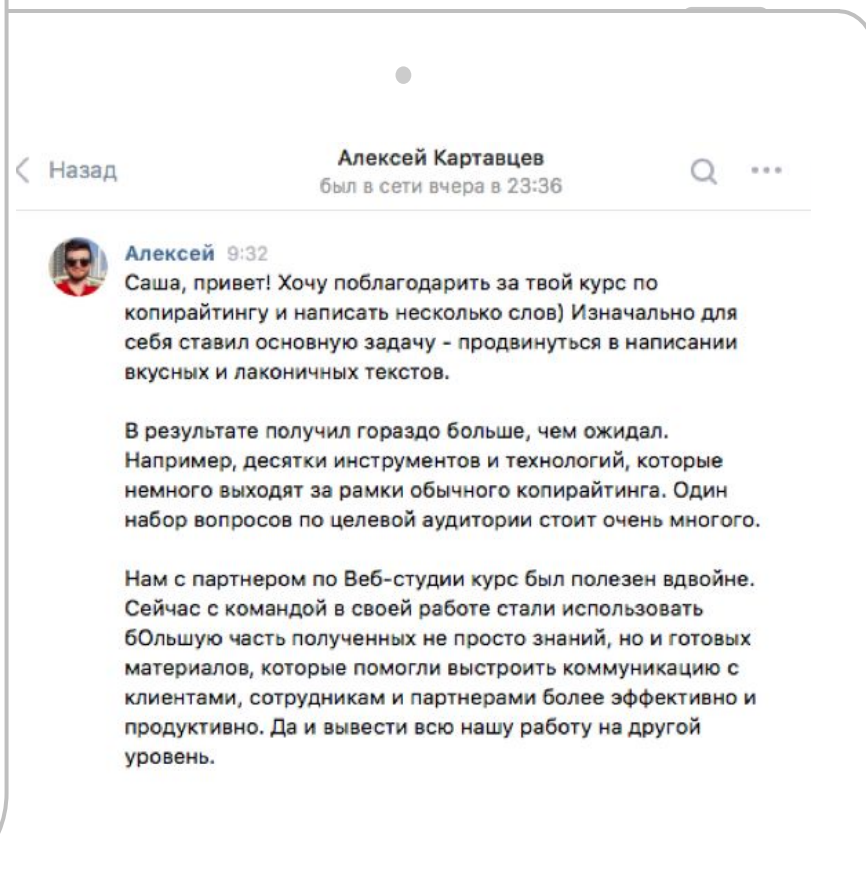 Назад
Алексей Картавцев
был в сети вчера в 23:36
Алексей 9:32
Саша, привет! Хочу поблагодарить за твой курс по
копирайтингу и написать несколько слов) Изначально для
себя ставил основную задачу - продвинуться в написании
вкусных и лаконичных текстов.
В результате получил гораздо больше, чем ожидал.
Например, десятки инструментов и технологий, которые
немного выходят за рамки обычного копирайтинга. Один
набор вопросов по целевой аудитории стоит очень многого.
Нам с партнером по Веб-студии курс был полезен вдвойне.
Сейчас с командой в своей работе стали использовать
бОльшую часть полученных не просто знаний, но и готовых
материалов, которые помогли выстроить коммуникацию с
клиентами, сотрудникам и партнерами более эффективно и
продуктивно. Да и вывести всю нашу работу на другой
уровень.